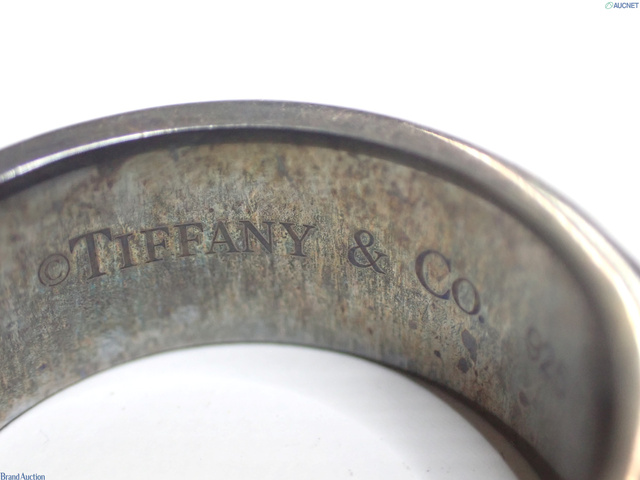 AUCNET
© TIFFANY & CO.
Brand Auction